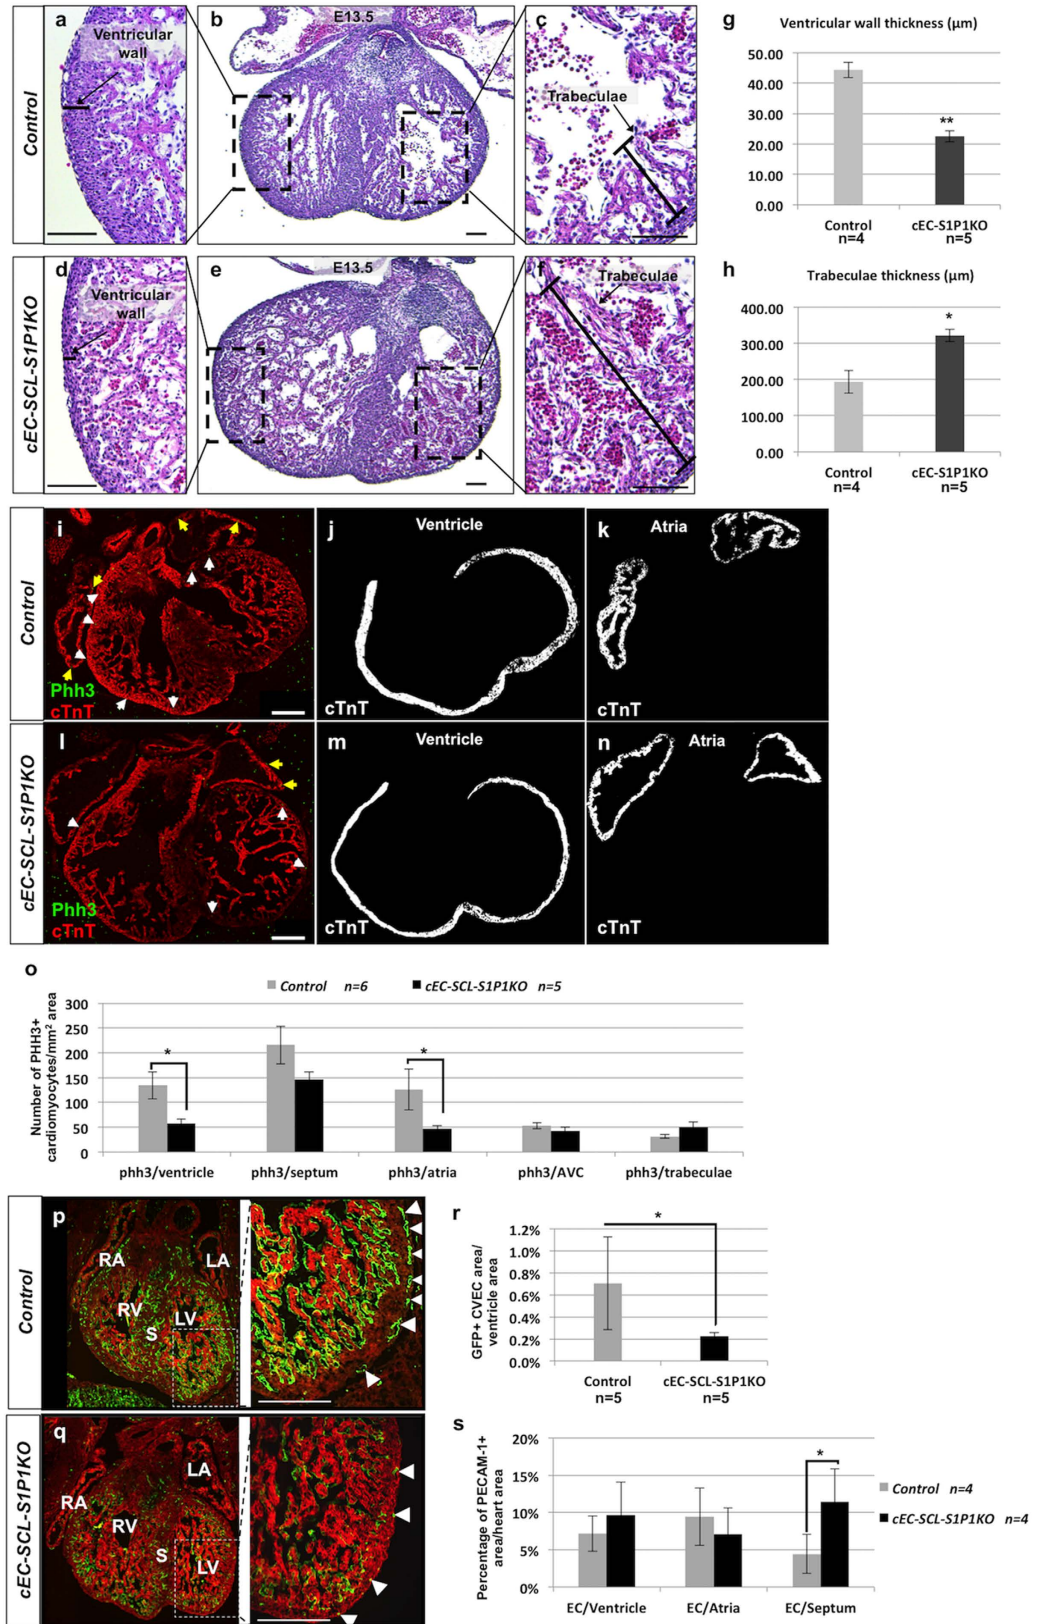 a
Ventricular
wall
b
E13.5
c
Trabeculae
Control
g
Ventricular wall thickness (µm)
50.00
40.00
30.00
20.00
10.00
0.00
**
Control
n=4
cEC-S1P1KO
n=5
d
Ventricular
wall
e
E13.5
f
Trabeculae
cEC-SCL-S1P1KO
h
Trabeculae thickness (µm)
400.00
300.00
200.00
100.00
0.00
*
Control
n=4
cEC-S1P1KO
n=5
Control
i
Phh3
cTnT
j
Ventricle
cTnT
k
Atria
cTnT
cEC-SCL-S1P1KO
l
Phh3
cTnT
m
Ventricle
cTnT
n
Atria
cTnT
o
Control n=6 cEC-SCL-S1P1KO n=5
Number of PHH3+
cardiomyocytes/mm² area
300
250
200
150
100
50
0
*
*
phh3/ventricle phh3/septum phh3/atria phh3/AVC phh3/trabeculae
Control
p
RA
LA
RV
LV
S
cEC-SCL-S1P1KO
q
LA
RA
RV
S
LV
r
GFP+ CVEC area/
ventricle area
1.2%
1.0%
0.8%
0.6%
0.4%
0.2%
0.0%
*
Control
n=5
cEC-SCL-S1P1KO
n=5
s
Percentage of PECAM-1+
area/heart area
20%
15%
10%
5%
0%
*
Control n=4
cEC-SCL-S1P1KO n=4
EC/Ventricle EC/Atria EC/Septum